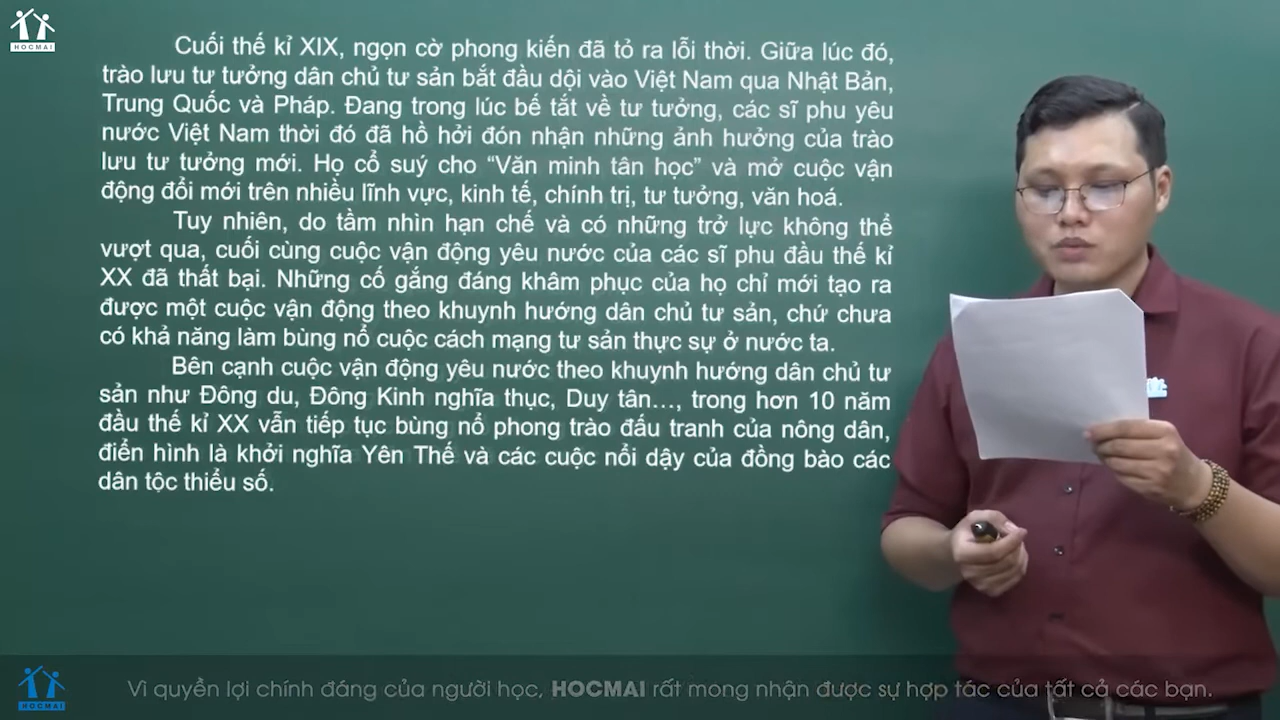 HOCMAI
Cuối thế kỉ XIX, ngọn cờ phong kiến đã tỏ ra lỗi thời. Giữa lúc đó,
trào lưu tư tưởng dân chủ tư sản bắt đầu dội vào Việt Nam qua Nhật Bản,
Trung Quốc và Pháp. Đang trong lúc bế tắt về tư tưởng, các sĩ phu yêu
nước Việt Nam thời đó đã hồ hởi đón nhận những ảnh hưởng của trào
lưu tư tưởng mới. Họ cổ suý cho “Văn minh tân học” và mở cuộc vận
động đổi mới trên nhiều lĩnh vực, kinh tế, chính trị, tư tưởng, văn hoá.
Tuy nhiên, do tầm nhìn hạn chế và có những trở lực không thể
vượt qua, cuối cùng cuộc vận động yêu nước của các sĩ phu đầu thế kỉ
XX đã thất bại. Những cố gắng đáng khâm phục của họ chỉ mới tạo ra
được một cuộc vận động theo khuynh hướng dân chủ tư sản, chứ chưa
có khả năng làm bùng nổ cuộc cách mạng tư sản thực sự ở nước ta.
Bên cạnh cuộc vận động yêu nước theo khuynh hướng dân chủ tư
sản như Đông du, Đông Kinh nghĩa thục, Duy tân…, trong hơn 10 năm
đầu thế kỉ XX vẫn tiếp tục bùng nổ phong trào đấu tranh của nông dân,
điển hình là khởi nghĩa Yên Thế và các cuộc nổi dậy của đồng bào các
dân tộc thiểu số.
HOCMAI
Vì quyền lợi chính đáng của người học, HOCMAI rất mong nhận được sự hợp tác của tất cả các bạn.